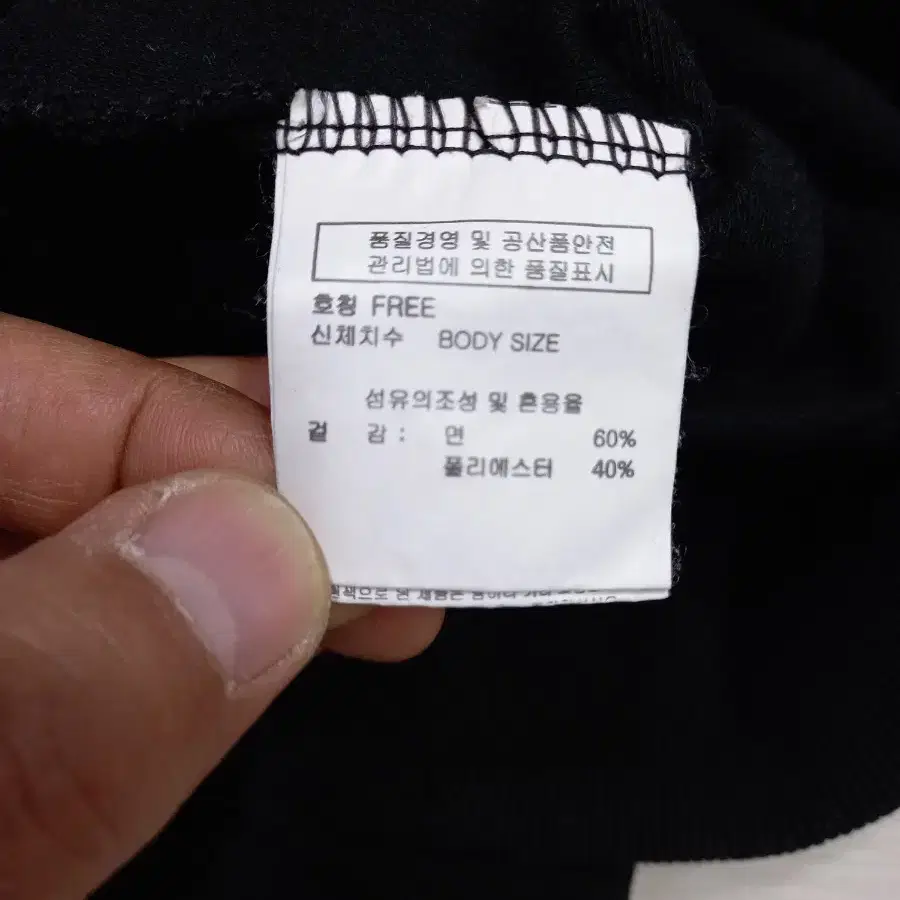 품질경영 및 공산품안전
관리법에 의한 품질표시
호칭 FREE
신체치수 BODY SIZE
섬유의조성 및 혼용율
겉 감 : 면 60%
폴리에스터 40%